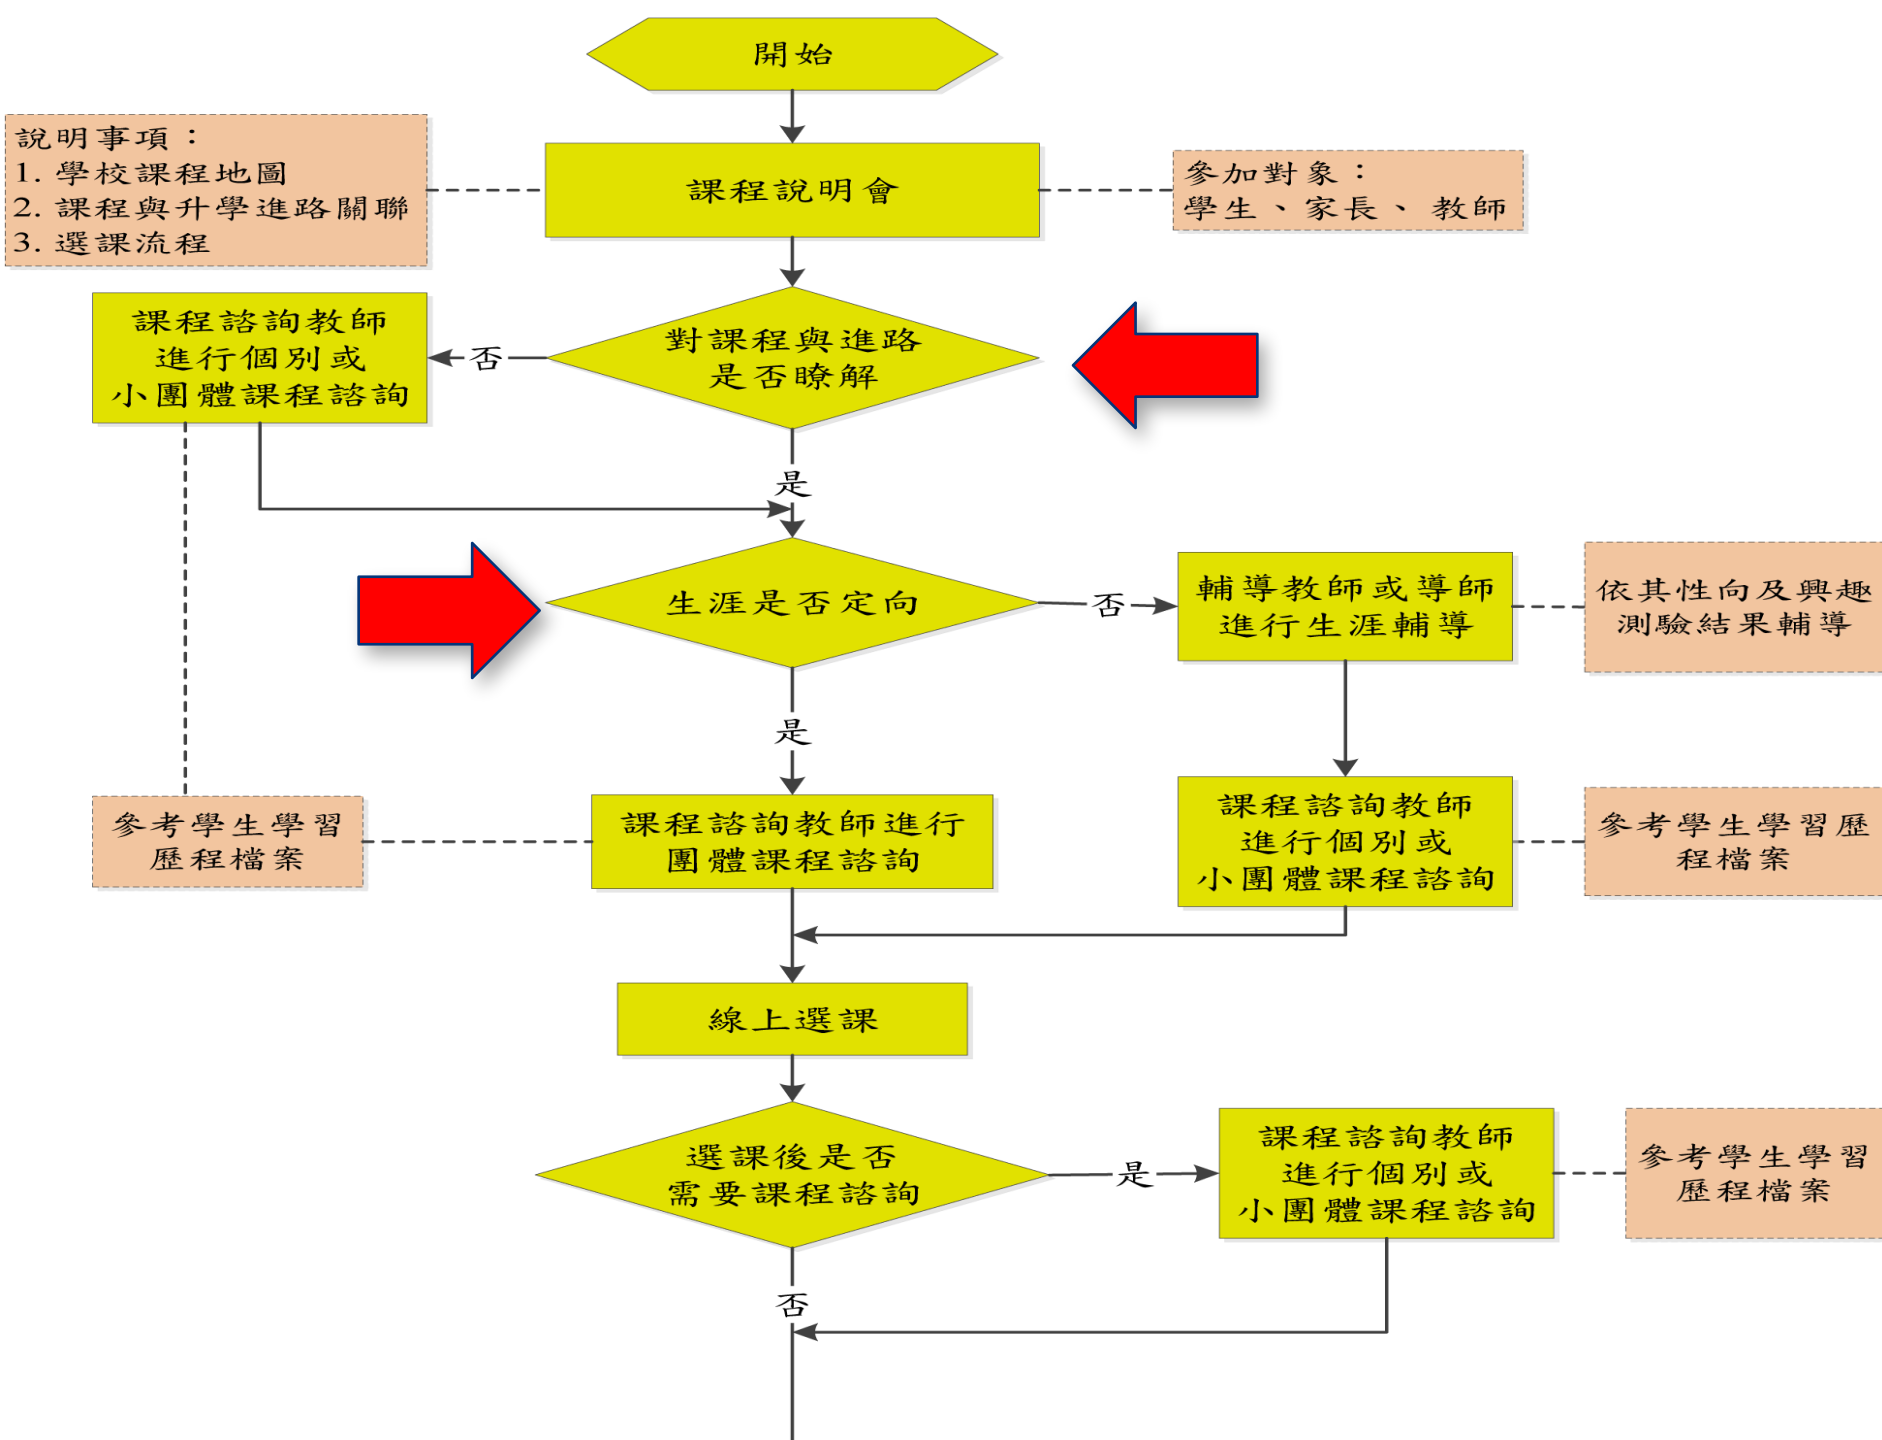 開始
說明事項：
1. 學校課程地圖
2. 課程與升學進路關聯
3. 選課流程
課程說明會
參加對象：
學生、家長、教師
課程諮詢教師
進行個別或
小團體課程諮詢
否
對課程與進路
是否瞭解
是
生涯是否定向
否
輔導教師或導師
進行生涯輔導
依其性向及興趣
測驗結果輔導
是
參考學生學習
歷程檔案
課程諮詢教師進行
團體課程諮詢
課程諮詢教師
進行個別或
小團體課程諮詢
參考學生學習歷
程檔案
線上選課
選課後是否
需要課程諮詢
是
課程諮詢教師
進行個別或
小團體課程諮詢
參考學生學習
歷程檔案
否